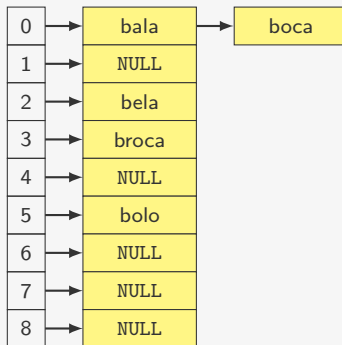 0 bala boca
1 NULL
2 bela
3 broca
4 NULL
5 bolo
6 NULL
7 NULL
8 NULL